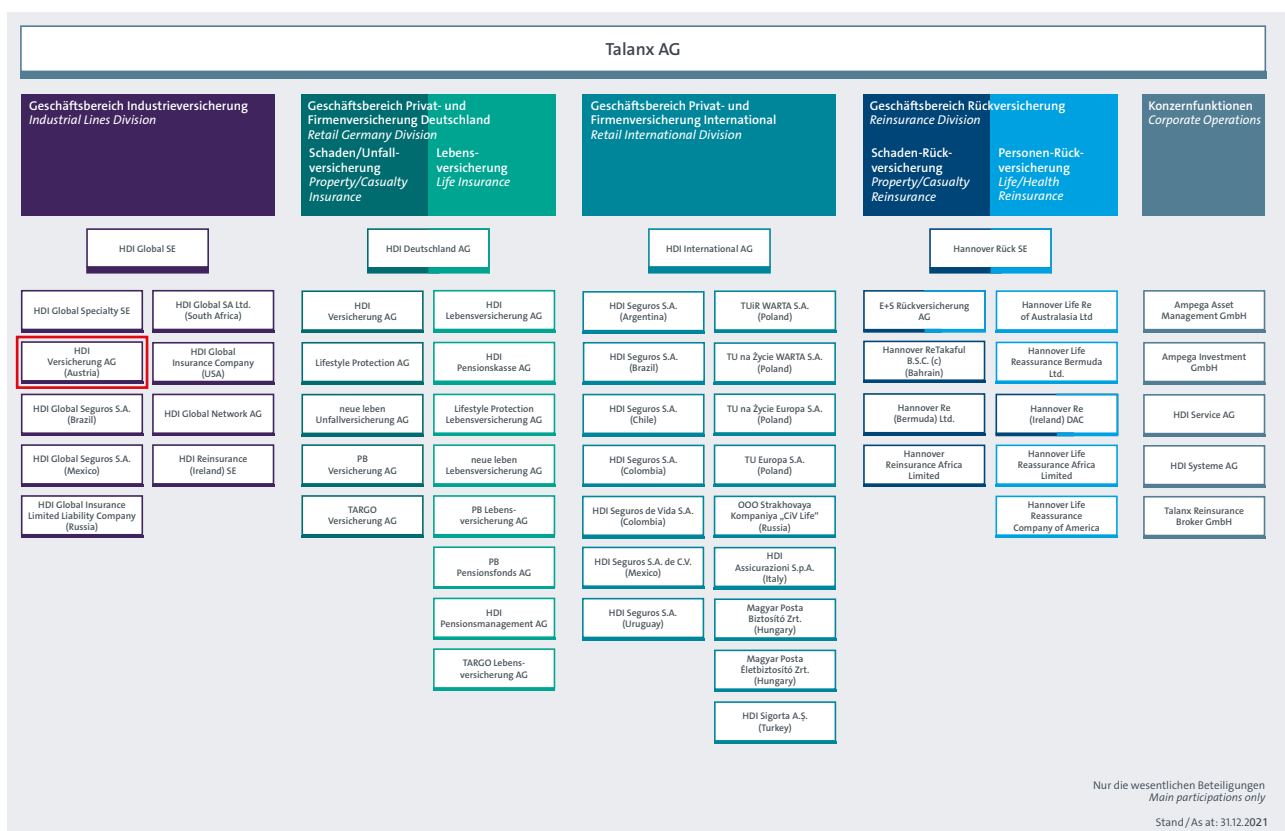 Talanx AG
Geschäftsbereich Industrieversicherung
Industrial Lines Division
Geschäftsbereich Privat- und
Firmenversicherung Deutschland
Retail Germany Division
Schaden/Unfall-
versicherung
Property/Casualty
Insurance
Lebens-
versicherung
Life Insurance
Geschäftsbereich Privat- und
Firmenversicherung International
Retail International Division
Geschäftsbereich Rückversicherung
Reinsurance Division
Schaden-Rück-
versicherung
Property/Casualty
Reinsurance
Personen-Rück-
versicherung
Life/Health
Reinsurance
Konzernfunktionen
Corporate Operations
HDI Global SE
HDI Deutschland AG
HDI International AG
Hannover Rück SE
HDI Global Specialty SE
HDI
Versicherung AG
(Austria)
HDI Global Seguros S.A.
(Brazil)
HDI Global Seguros S.A.
(Mexico)
HDI Global Insurance
Limited Liability Company
(Russia)
HDI Global SA Ltd.
(South Africa)
HDI Global
Insurance Company
(USA)
HDI Global Network AG
HDI Reinsurance
(Ireland) SE
HDI
Versicherung AG
Lifestyle Protection AG
neue leben
Unfallversicherung AG
PB
Versicherung AG
TARGO
Versicherung AG
HDI
Lebensversicherung AG
HDI
Pensionskasse AG
Lifestyle Protection
Lebensversicherung AG
neue leben
Lebensversicherung AG
PB Lebens-
versicherung AG
PB
Pensionsfonds AG
HDI
Pensionsmanagement AG
TARGO Lebens-
versicherung AG
HDI Seguros S.A.
(Argentina)
HDI Seguros S.A.
(Brazil)
HDI Seguros S.A.
(Chile)
HDI Seguros S.A.
(Colombia)
HDI Seguros de Vida S.A.
(Colombia)
HDI Seguros S.A. de C.V.
(Mexico)
HDI Seguros S.A.
(Uruguay)
TUiR WARTA S.A.
(Poland)
TU na Życie WARTA S.A.
(Poland)
TU na Życie Europa S.A.
(Poland)
TU Europa S.A.
(Poland)
OOO Strakhovaya
Kompaniya „CiV Life"
(Russia)
HDI
Assicurazioni S.p.A.
(Italy)
Magyar Posta
Biztosító Zrt.
(Hungary)
Magyar Posta
Életbiztosító Zrt.
(Hungary)
HDI Sigorta A.Ş.
(Turkey)
E+S Rückversicherung
AG
Hannover ReTakaful
B.S.C. (c)
(Bahrain)
Hannover Re
(Bermuda) Ltd.
Hannover
Reinsurance Africa
Limited
Hannover Life Re
of Australasia Ltd
Hannover Life
Reassurance Bermuda
Ltd.
Hannover Re
(Ireland) DAC
Hannover Life
Reassurance Africa
Limited
Hannover Life
Reassurance
Company of America
Ampega Asset
Management GmbH
Ampega Investment
GmbH
HDI Service AG
HDI Systeme AG
Talanx Reinsurance
Broker GmbH
Nur die wesentlichen Beteiligungen
Main participations only
Stand / As at: 31.12.2021